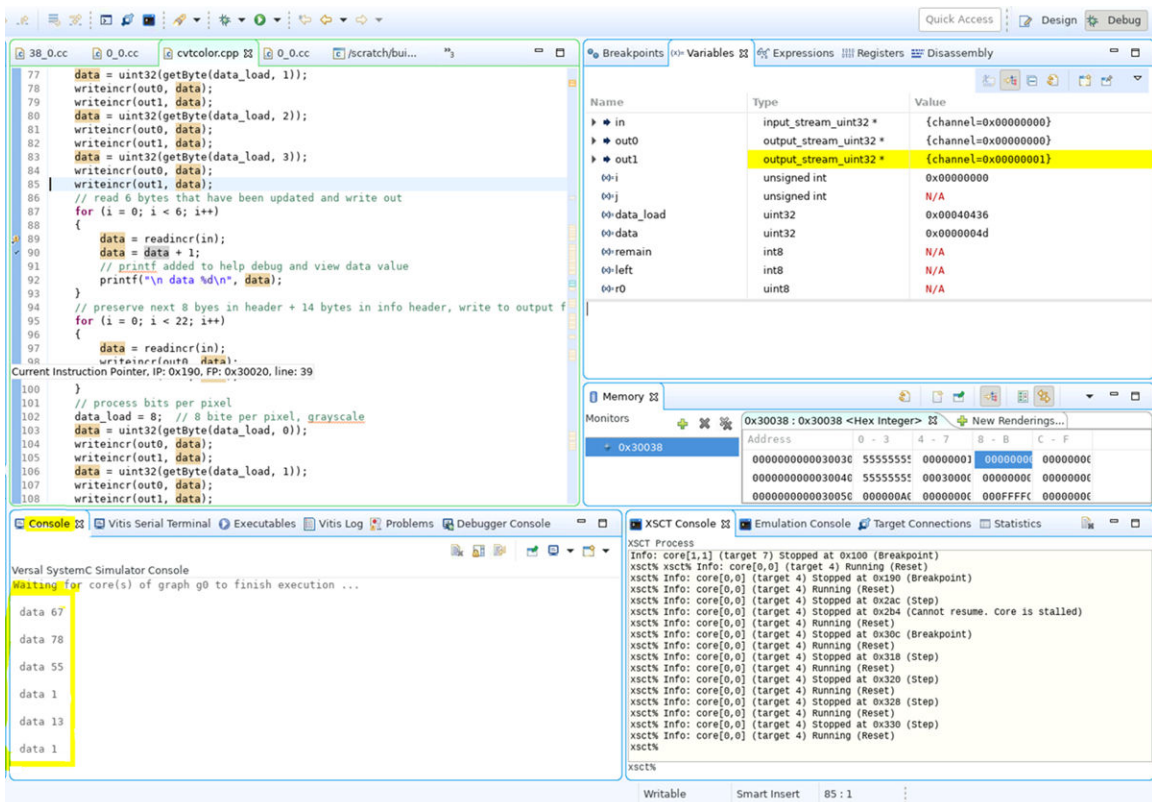 Quick Access
Design
Debug
38_0.cc
0_0.cc
cvtcolor.cpp
0_0.cc
/scratch/bui...
"3
77 data = uint32(getByte(data_load, 1));
78 writeincr(out0, data);
79 writeincr(out1, data);
80 data = uint32(getByte(data_load, 2));
81 writeincr(out0, data);
82 writeincr(out1, data);
83 data = uint32(getByte(data_load, 3));
84 writeincr(out0, data);
85 writeincr(out1, data);
86 // read 6 bytes that have been updated and write out
87 for (i = 0; i < 6; i++)
88 {
89 data = readincr(in);
90 data = data + 1;
91 // printf added to help debug and view data value
92 printf("\n data %d\n", data);
93 }
94 // preserve next 8 byes in header + 14 bytes in info header, write to output f
95 for (i = 0; i < 22; i++)
96 {
97 data = readincr(in);
98 writeincr(out0, data);
Current Instruction Pointer, IP: 0x190, FP: 0x30020, line: 39
100 }
101 // process bits per pixel
102 data_load = 8; // 8 bite per pixel, grayscale
103 data = uint32(getByte(data_load, 0));
104 writeincr(out0, data);
105 writeincr(out1, data);
106 data = uint32(getByte(data_load, 1));
107 writeincr(out0, data);
108 writeincr(out1, data);
Breakpoints
(x)= Variables
Expressions
Registers
Disassembly
Name Type Value
in input_stream_uint32 * {channel=0x00000000}
out0 output_stream_uint32 * {channel=0x00000000}
out1 output_stream_uint32 * {channel=0x00000001}
(x)= i unsigned int 0x00000000
(x)= j unsigned int N/A
(x)= data_load uint32 0x00040436
(x)= data uint32 0x0000004d
(x)= remain int8 N/A
(x)= left int8 N/A
(x)= r0 uint8 N/A
Memory
Monitors
0x30038
0x30038 : 0x30038 <Hex Integer>
New Renderings...
Address 0 - 3 4 - 7 8 - B C - F
0000000000030030 55555555 00000001 0000000 0000000
0000000000030040 55555555 0003000 0000000 0000000
0000000000030050 000000A0 0000000 000FFFF 0000000
Console
Vitis Serial Terminal
Executables
Vitis Log
Problems
Debugger Console
Versal SystemC Simulator Console
Waiting for core(s) of graph g0 to finish execution ...
data 67
data 78
data 55
data 1
data 13
data 1
XSCT Console
Emulation Console
Target Connections
Statistics
XSCT Process
Info: core[1,1] (target 7) Stopped at 0x100 (Breakpoint)
xsct% xsct% Info: core[0,0] (target 4) Running (Reset)
xsct% Info: core[0,0] (target 4) Stopped at 0x190 (Breakpoint)
xsct% Info: core[0,0] (target 4) Running (Reset)
xsct% Info: core[0,0] (target 4) Stopped at 0x2ac (Step)
xsct% Info: core[0,0] (target 4) Stopped at 0x2b4 (Cannot resume. Core is stalled)
xsct% Info: core[0,0] (target 4) Running (Reset)
xsct% Info: core[0,0] (target 4) Stopped at 0x30c (Breakpoint)
xsct% Info: core[0,0] (target 4) Running (Reset)
xsct% Info: core[0,0] (target 4) Stopped at 0x318 (Step)
xsct% Info: core[0,0] (target 4) Running (Reset)
xsct% Info: core[0,0] (target 4) Stopped at 0x320 (Step)
xsct% Info: core[0,0] (target 4) Running (Reset)
xsct% Info: core[0,0] (target 4) Stopped at 0x328 (Step)
xsct% Info: core[0,0] (target 4) Running (Reset)
xsct% Info: core[0,0] (target 4) Stopped at 0x330 (Step)
xsct% Info: core[0,0] (target 4) Running (Reset)
xsct%
xsct%
Writable
Smart Insert
85 : 1